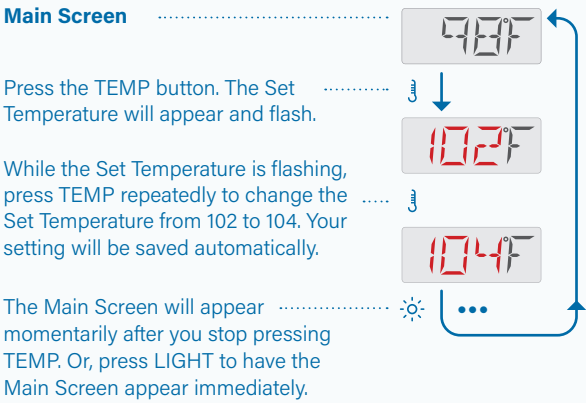 Main Screen
98°F
Press the TEMP button. The Set
Temperature will appear and flash.
102°F
While the Set Temperature is flashing,
press TEMP repeatedly to change the
Set Temperature from 102 to 104. Your
setting will be saved automatically.
104°F
The Main Screen will appear
momentarily after you stop pressing
TEMP. Or, press LIGHT to have the
Main Screen appear immediately.